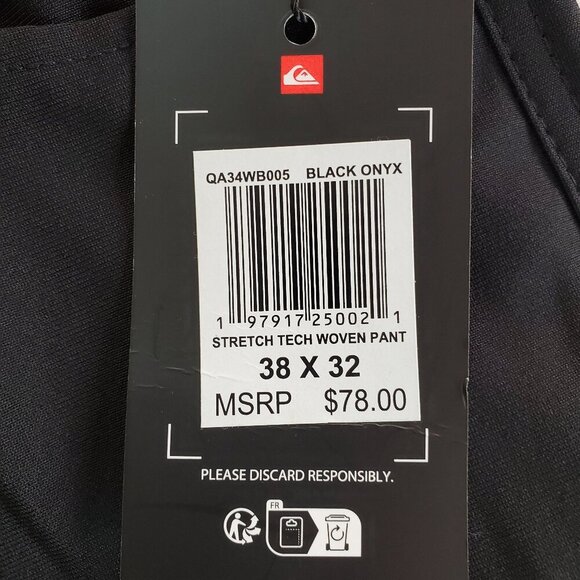 QA34WB005 BLACK ONYX
1 97917 25002 1
STRETCH TECH WOVEN PANT
38 X 32
MSRP $78.00
PLEASE DISCARD RESPONSIBLY.
FR